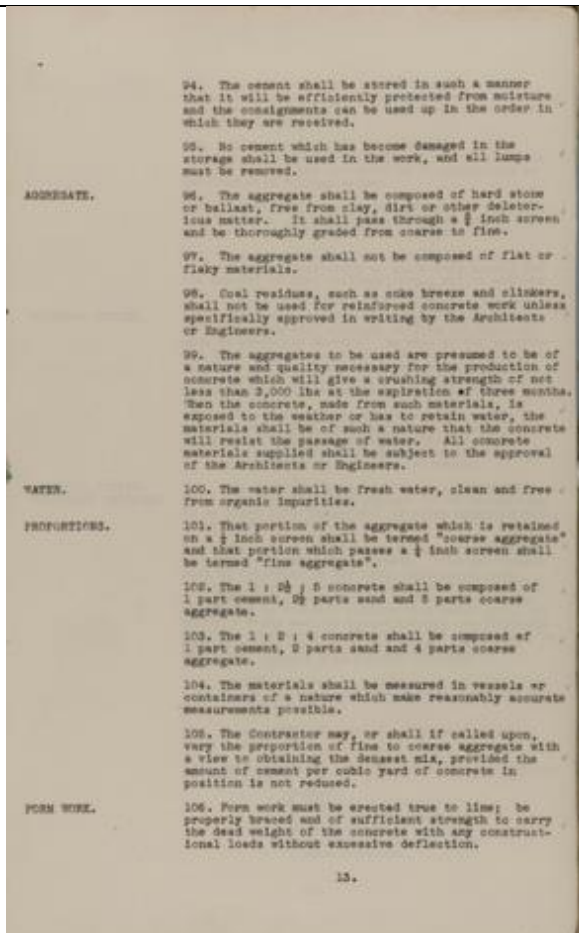 94. The cement shall be stored in such a manner
that it will be efficiently protected from moisture
and the consignments can be used up in the order in
which they are received.
95. No cement which has become damaged in the
storage shall be used in the work, and all lumps
must be removed.
AGGREGATE. 96. The aggregate shall be composed of hard stone
or ballast, free from clay, dirt or other deleter-
ious matter. It shall pass through a inch screen
and be thoroughly graded from coarse to fine.
97. The aggregate shall not be composed of flat or
flaky materials.
98. Coal residues, such as coke breeze and clinkers,
shall not be used for reinforced concrete work unless
specifically approved in writing by the Architects
or Engineers.
99. The aggregates to be used are presumed to be of
a nature and quality necessary for the production of
concrete which will give a crushing strength of not
less than 3,000 lbs at the expiration of three months.
When the concrete, made from such materials, is
exposed to the weather or has to retain water, the
materials shall be of such a nature that the concrete
will resist the passage of water. All concrete
materials supplied shall be subject to the approval
of the Architects or Engineers.
WATER. 100. The water shall be fresh water, clean and free
from organic impurities.
PROPORTIONS. 101. That portion of the aggregate which is retained
on a inch screen shall be termed "coarse aggregate"
and that portion which passes a inch screen shall
be termed "fine aggregate".
102. The 1 : 2½ : 5 concrete shall be composed of
1 part cement, 2½ parts sand and 5 parts coarse
aggregate.
103. The 1 : 2 : 4 concrete shall be composed of
1 part cement, 2 parts sand and 4 parts coarse
aggregate.
104. The materials shall be measured in vessels or
containers of a nature which make reasonably accurate
measurements possible.
105. The Contractor may, or shall if called upon,
vary the proportion of fine to coarse aggregate with
a view to obtaining the densest mix, provided the
amount of cement per cubic yard of concrete in
position is not reduced.
FORM WORK. 106. Form work must be erected true to line; be
properly braced and of sufficient strength to carry
the dead weight of the concrete with any construct-
ional loads without excessive deflection.
13.